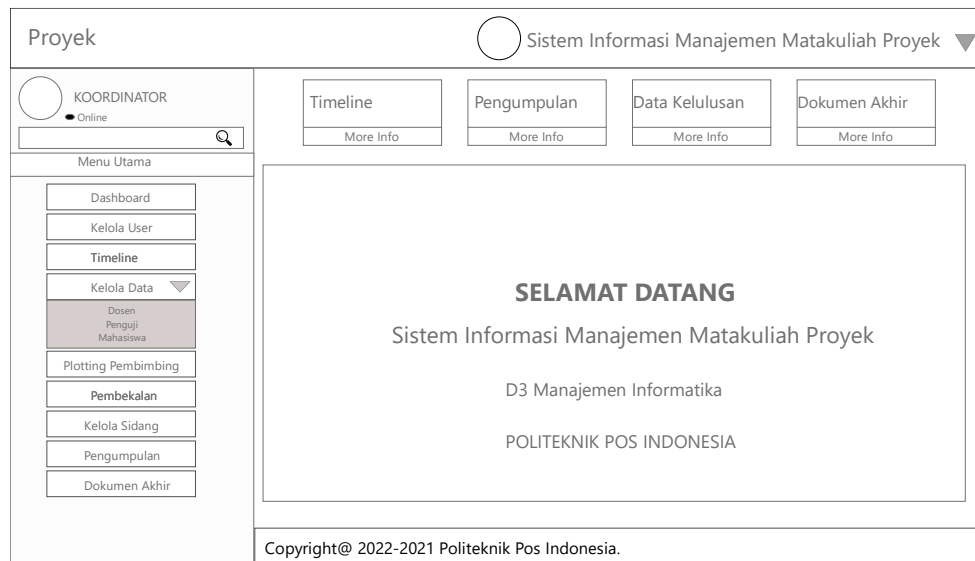 Proyek
Sistem Informasi Manajemen Matakuliah Proyek
KOORDINATOR
Online
Menu Utama
Dashboard
Kelola User
Timeline
Kelola Data
Dosen
Penguji
Mahasiswa
Plotting Pembimbing
Pembekalan
Kelola Sidang
Pengumpulan
Dokumen Akhir
Timeline
More Info
Pengumpulan
More Info
Data Kelulusan
More Info
Dokumen Akhir
More Info
SELAMAT DATANG
Sistem Informasi Manajemen Matakuliah Proyek
D3 Manajemen Informatika
POLITEKNIK POS INDONESIA
Copyright@ 2022-2021 Politeknik Pos Indonesia.